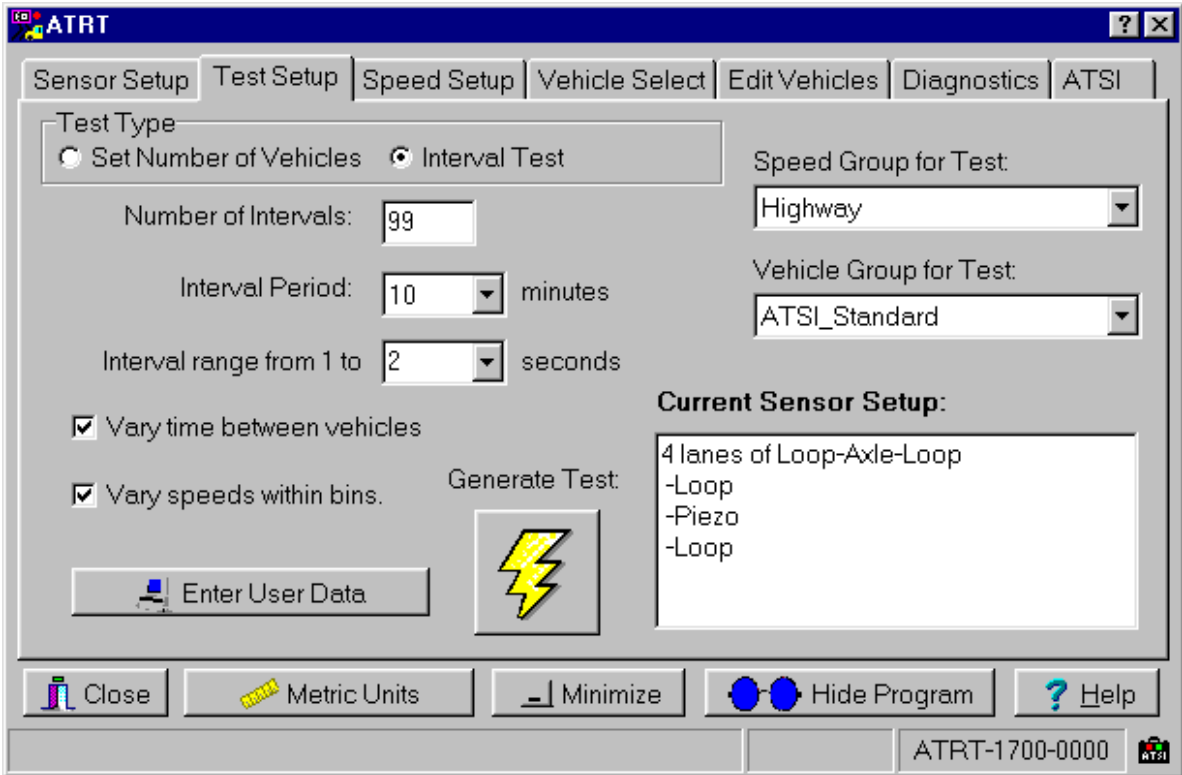 ATRT
Sensor Setup Test Setup Speed Setup Vehicle Select Edit Vehicles Diagnostics ATSI
Test Type
Set Number of Vehicles Interval Test
Number of Intervals: 99
Interval Period: 10 minutes
Interval range from 1 to 2 seconds
Vary time between vehicles
Vary speeds within bins.
Enter User Data
Generate Test:
Speed Group for Test:
Highway
Vehicle Group for Test:
ATSI_Standard
Current Sensor Setup:
4 lanes of Loop-Axle-Loop
-Loop
-Piezo
-Loop
Close Metric Units Minimize Hide Program ? Help
ATRT-1700-0000 ATSI